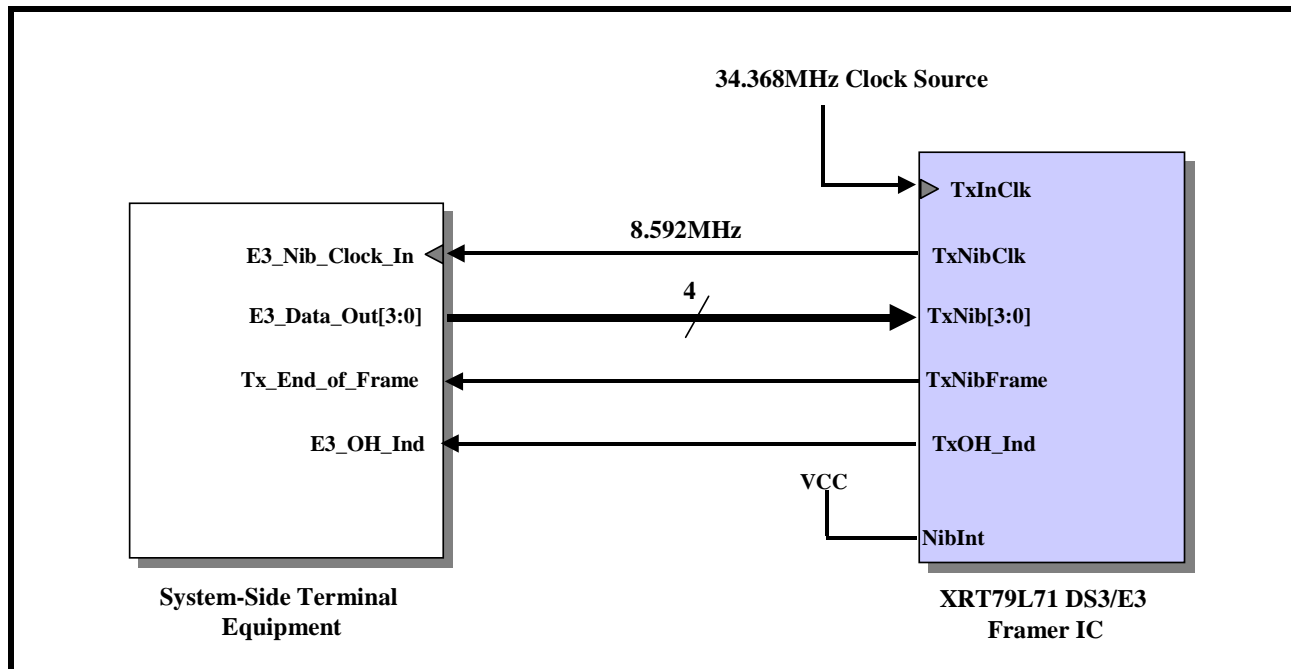 34.368MHz Clock Source
TxInClk
8.592MHz
E3_Nib_Clock_In
TxNibClk
4
E3_Data_Out[3:0]
TxNib[3:0]
Tx_End_of_Frame
TxNibFrame
E3_OH_Ind
TxOH_Ind
VCC
NibInt
System-Side Terminal
Equipment
XRT79L71 DS3/E3
Framer IC